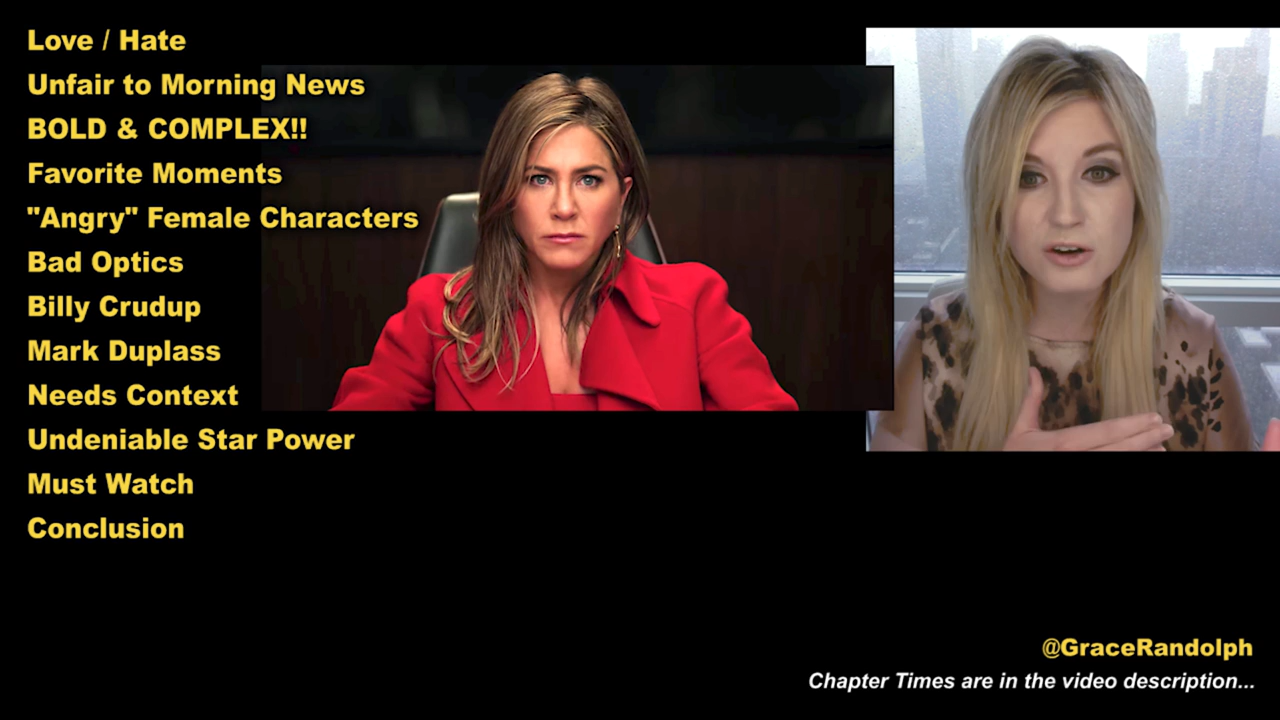 Love / Hate
Unfair to Morning News
BOLD & COMPLEX!!
Favorite Moments
"Angry" Female Characters
Bad Optics
Billy Crudup
Mark Duplass
Needs Context
Undeniable Star Power
Must Watch
Conclusion
@GraceRandolph
Chapter Times are in the video description...